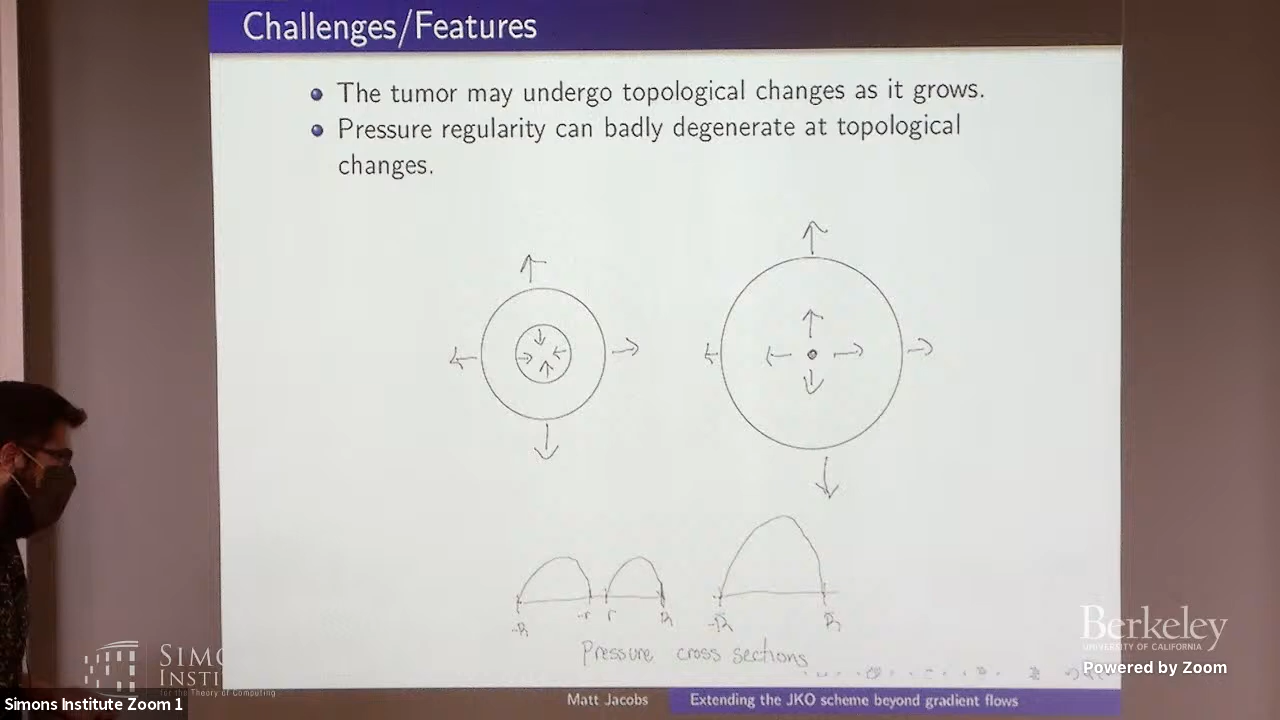 Challenges/Features
The tumor may undergo topological changes as it grows.
Pressure regularity can badly degenerate at topological
changes.
-R -r r R
-R R
Pressure cross sections
Berkeley
UNIVERSITY OF CALIFORNIA
Powered by Zoom
SIMO
INSTI
for the Theory of Computing
Simons Institute Zoom 1
Matt Jacobs Extending the JKO scheme beyond gradient flows